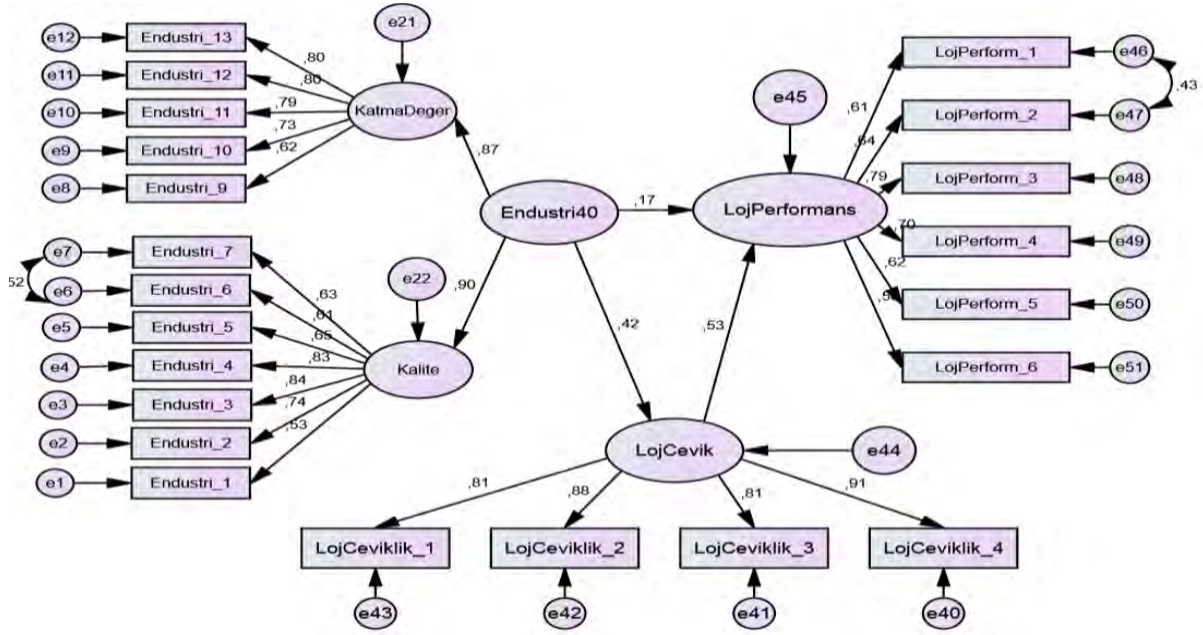 e21
e12
Endustri_13
,80
e11
Endustri_12
,80
e10
Endustri_11
,79
KatmaDeger
e9
Endustri_10
,73
e8
Endustri_9
,62
,87
e45
LojPerform_1
e46
,43
,61
LojPerform_2
e47
,64
LojPerform_3
e48
,79
Endustri40
,17
LojPerformans
LojPerform_4
e49
,70
LojPerform_5
e50
,62
LojPerform_6
e51
e7
Endustri_7
,52
e6
Endustri_6
,63
e5
Endustri_5
,61
e4
Endustri_4
,65
e3
Endustri_3
,83
e2
Endustri_2
,84
e1
Endustri_1
,74
,53
e22
,90
Kalite
,42
,53
LojCevik
e44
,81
,88
,81
,91
LojCeviklik_1
LojCeviklik_2
LojCeviklik_3
LojCeviklik_4
e43
e42
e41
e40